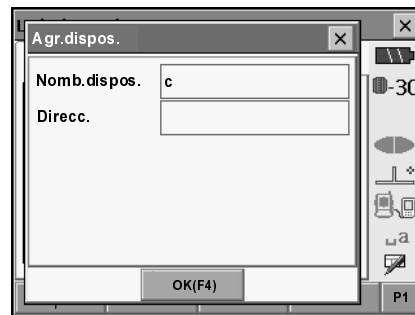 Agr.dispos.
Nomb.dispos. c
Direcc.
-30
␣a
OK(F4)
P1